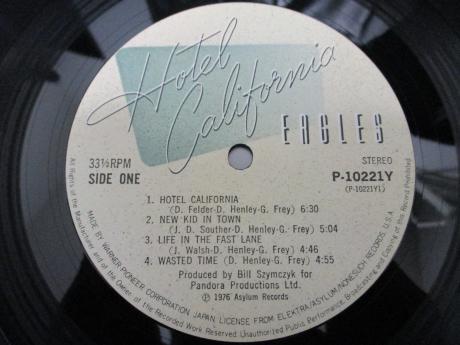 Hotel
California
EAGLES
33⅓RPM
SIDE ONE
STEREO
P-10221Y
(P-10221Y1)
1. HOTEL CALIFORNIA
(D. Felder-D. Henley-G. Frey) 6:30
2. NEW KID IN TOWN
(J. D. Souther-D. Henley-G. Frey) 5:04
3. LIFE IN THE FAST LANE
(J. Walsh-D. Henley-G. Frey) 4:46
4. WASTED TIME (D. Henley-G. Frey) 4:55
Produced by Bill Szymczyk for
Pandora Productions Ltd.
Ⓟ 1976 Asylum Records
MADE BY WARNER-PIONEER CORPORATION JAPAN, LICENSE FROM ELEKTRA/ASYLUM/NONESUCH RECORDS U.S.A.
All Rights of the Manufacturer and of the Owner of the Recorded Work Reserved. Unauthorized Public Performance, Broadcasting and Copying of this Record Prohibited